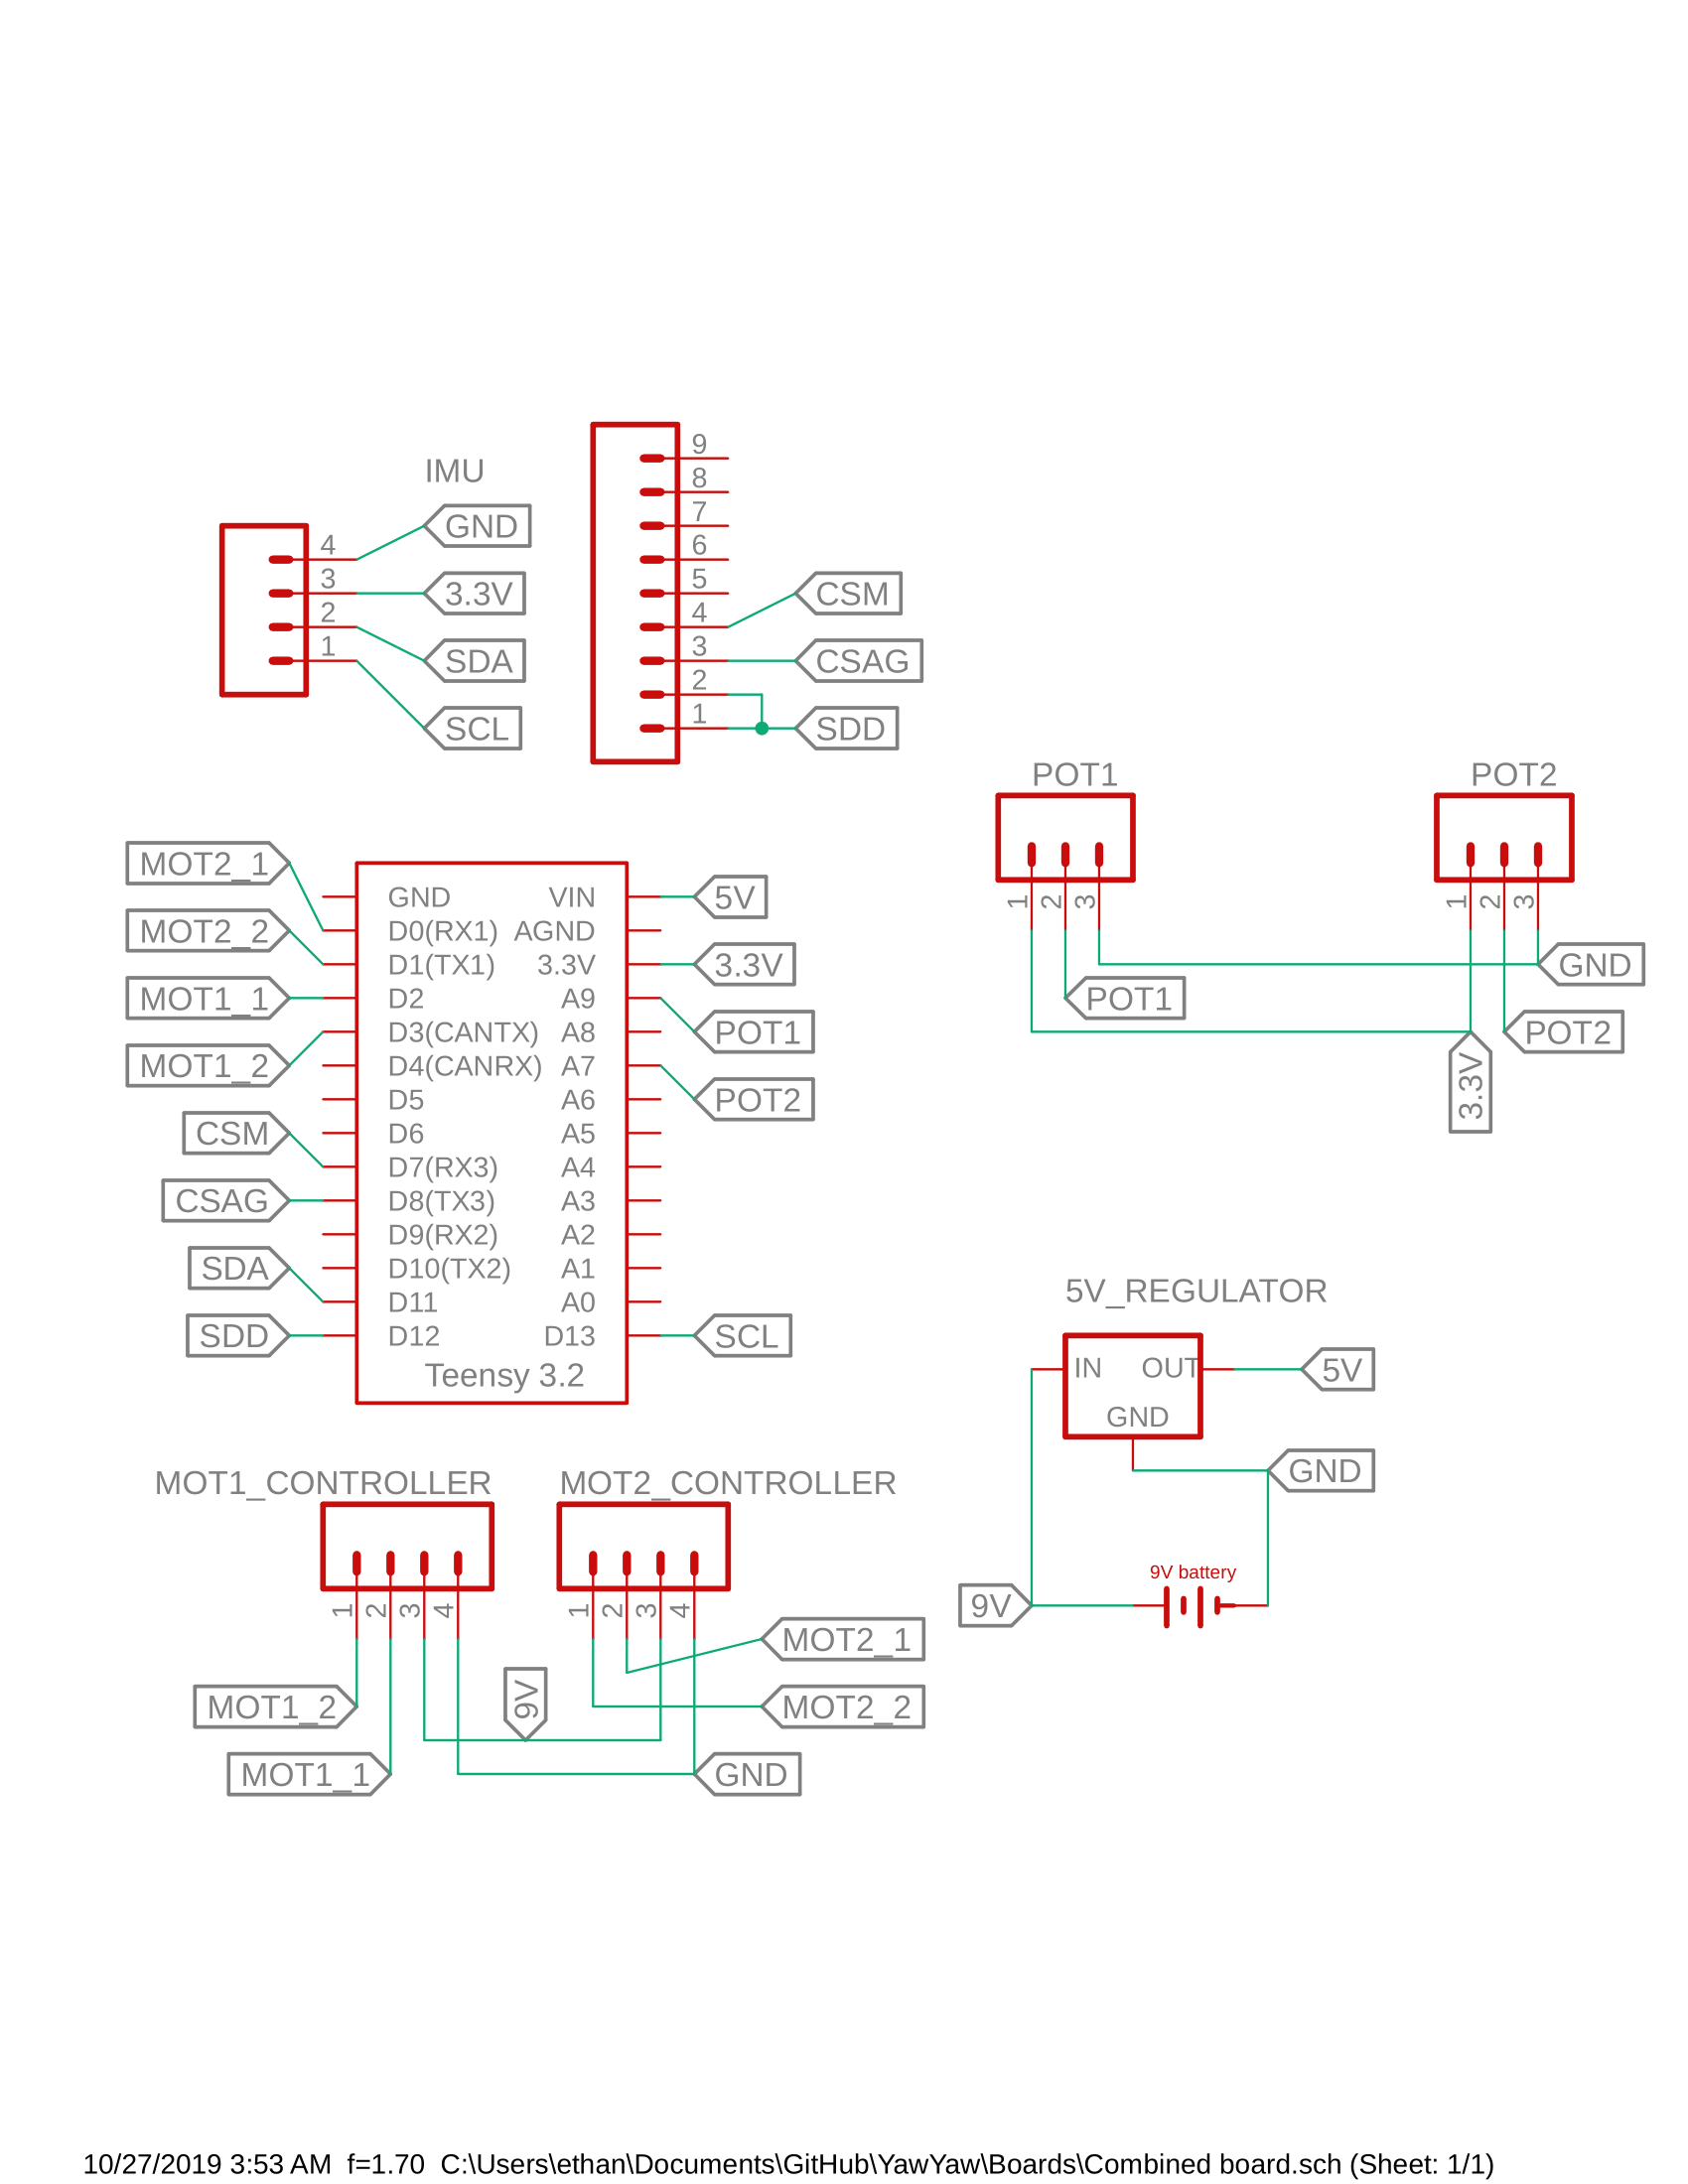 IMU
4
3
2
1
GND
3.3V
SDA
SCL
9
8
7
6
5
4
3
2
1
CSM
CSAG
SDD
POT1
1
2
3
POT1
POT2
1
2
3
GND
POT2
3.3V
MOT2_1
MOT2_2
MOT1_1
MOT1_2
CSM
CSAG
SDA
SDD
GND VIN
D0(RX1) AGND
D1(TX1) 3.3V
D2 A9
D3(CANTX) A8
D4(CANRX) A7
D5 A6
D6 A5
D7(RX3) A4
D8(TX3) A3
D9(RX2) A2
D10(TX2) A1
D11 A0
D12 D13
Teensy 3.2
5V
3.3V
POT1
POT2
SCL
5V_REGULATOR
IN OUT
GND
5V
GND
9V battery
9V
MOT1_CONTROLLER
1
2
3
4
MOT2_CONTROLLER
1
2
3
4
MOT2_1
MOT1_2
9V
MOT2_2
MOT1_1
GND
10/27/2019 3:53 AM f=1.70 C:\Users\ethan\Documents\GitHub\YawYaw\Boards\Combined board.sch (Sheet: 1/1)